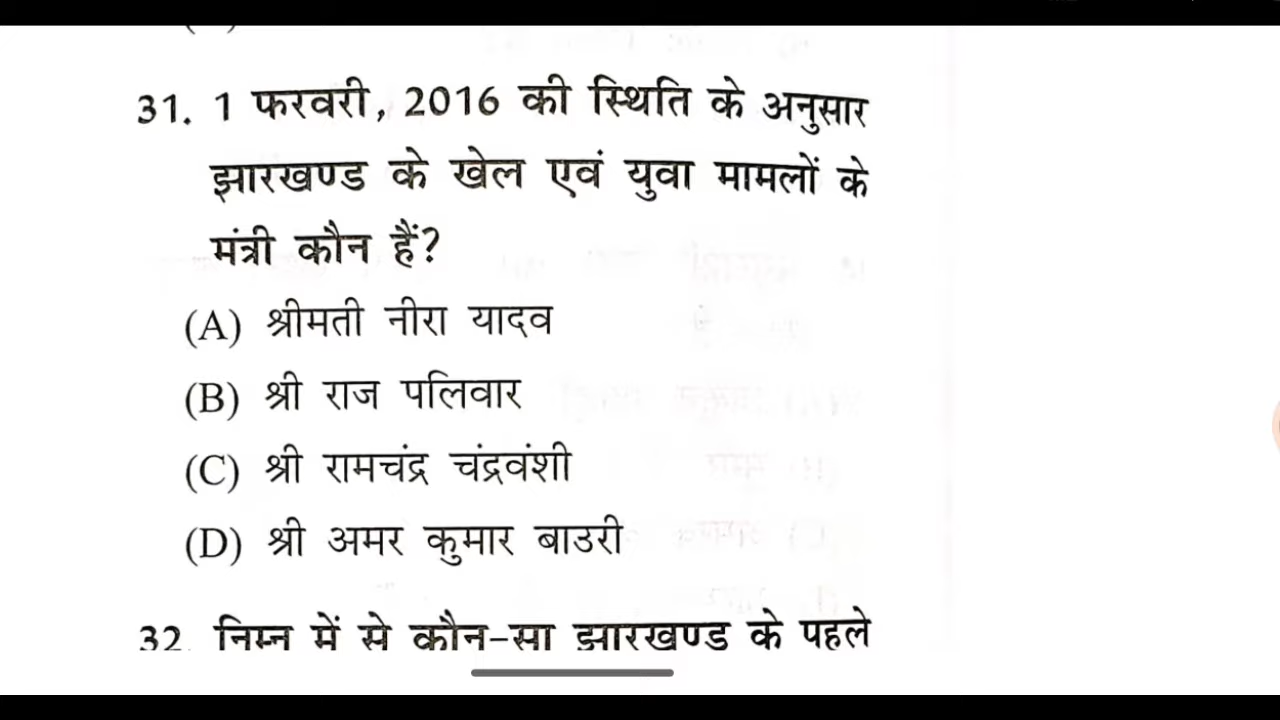 31. 1 फरवरी, 2016 की स्थिति के अनुसार
झारखण्ड के खेल एवं युवा मामलों के
मंत्री कौन हैं?
(A) श्रीमती नीरा यादव
(B) श्री राज पलिवार
(C) श्री रामचंद्र चंद्रवंशी
(D) श्री अमर कुमार बाउरी
32. निम्न में से कौन-सा झारखण्ड के पहले